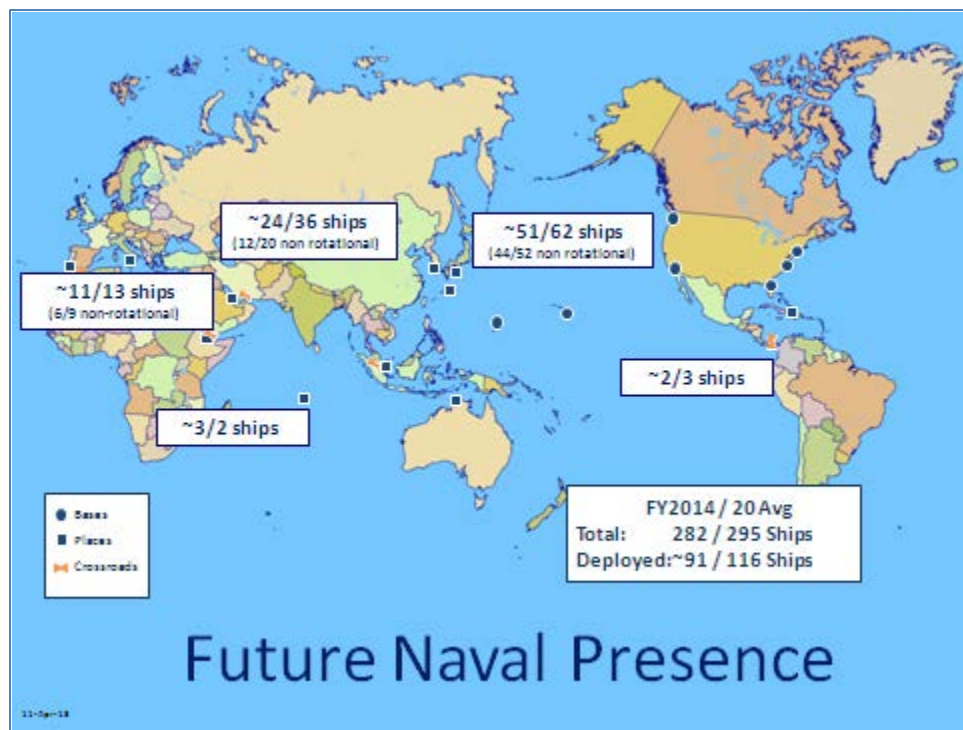 ~24/36 ships
(12/20 non rotational)
~51/62 ships
(44/52 non rotational)
~11/13 ships
(6/9 non-rotational)
~2/3 ships
~3/2 ships
Bases
Places
Crossroads
FY2014 / 20 Avg
Total: 282 / 295 Ships
Deployed:~91 / 116 Ships
Future Naval Presence